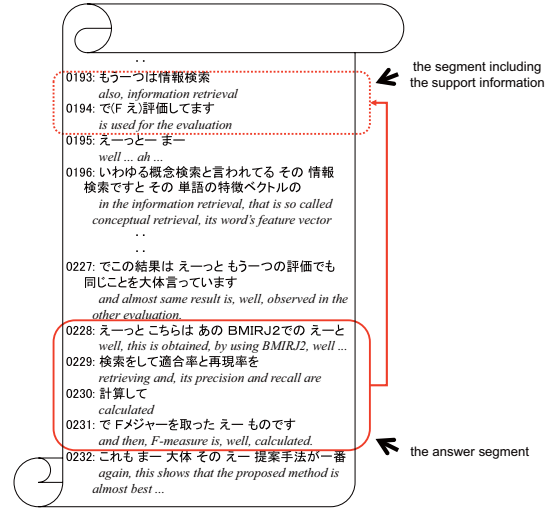 ‥
0193: もう一つは情報検索
also, information retrieval
0194: で(F え)評価してます
is used for the evaluation
0195: えーっとー まー
well ... ah ...
0196: いわゆる概念検索と言われてる その 情報
検索ですと その 単語の特徴ベクトルの
in the information retrieval, that is so called
conceptual retrieval, its word's feature vector
‥
‥
0227: でこの結果は えーっと もう一つの評価でも
同じことを大体言っています
and almost same result is, well, observed in the
other evaluation.
0228: えーっと こちらは あの BMIRJ2での えーと
well, this is obtained, by using BMIRJ2, well ...
0229: 検索をして適合率と再現率を
retrieving and, its precision and recall are
0230: 計算して
calculated
0231: で Fメジャーを取った えー ものです
and then, F-measure is, well, calculated.
0232: これも まー 大体 その えー 提案手法が一番
again, this shows that the proposed method is
almost best ...
the segment including
the support information
the answer segment